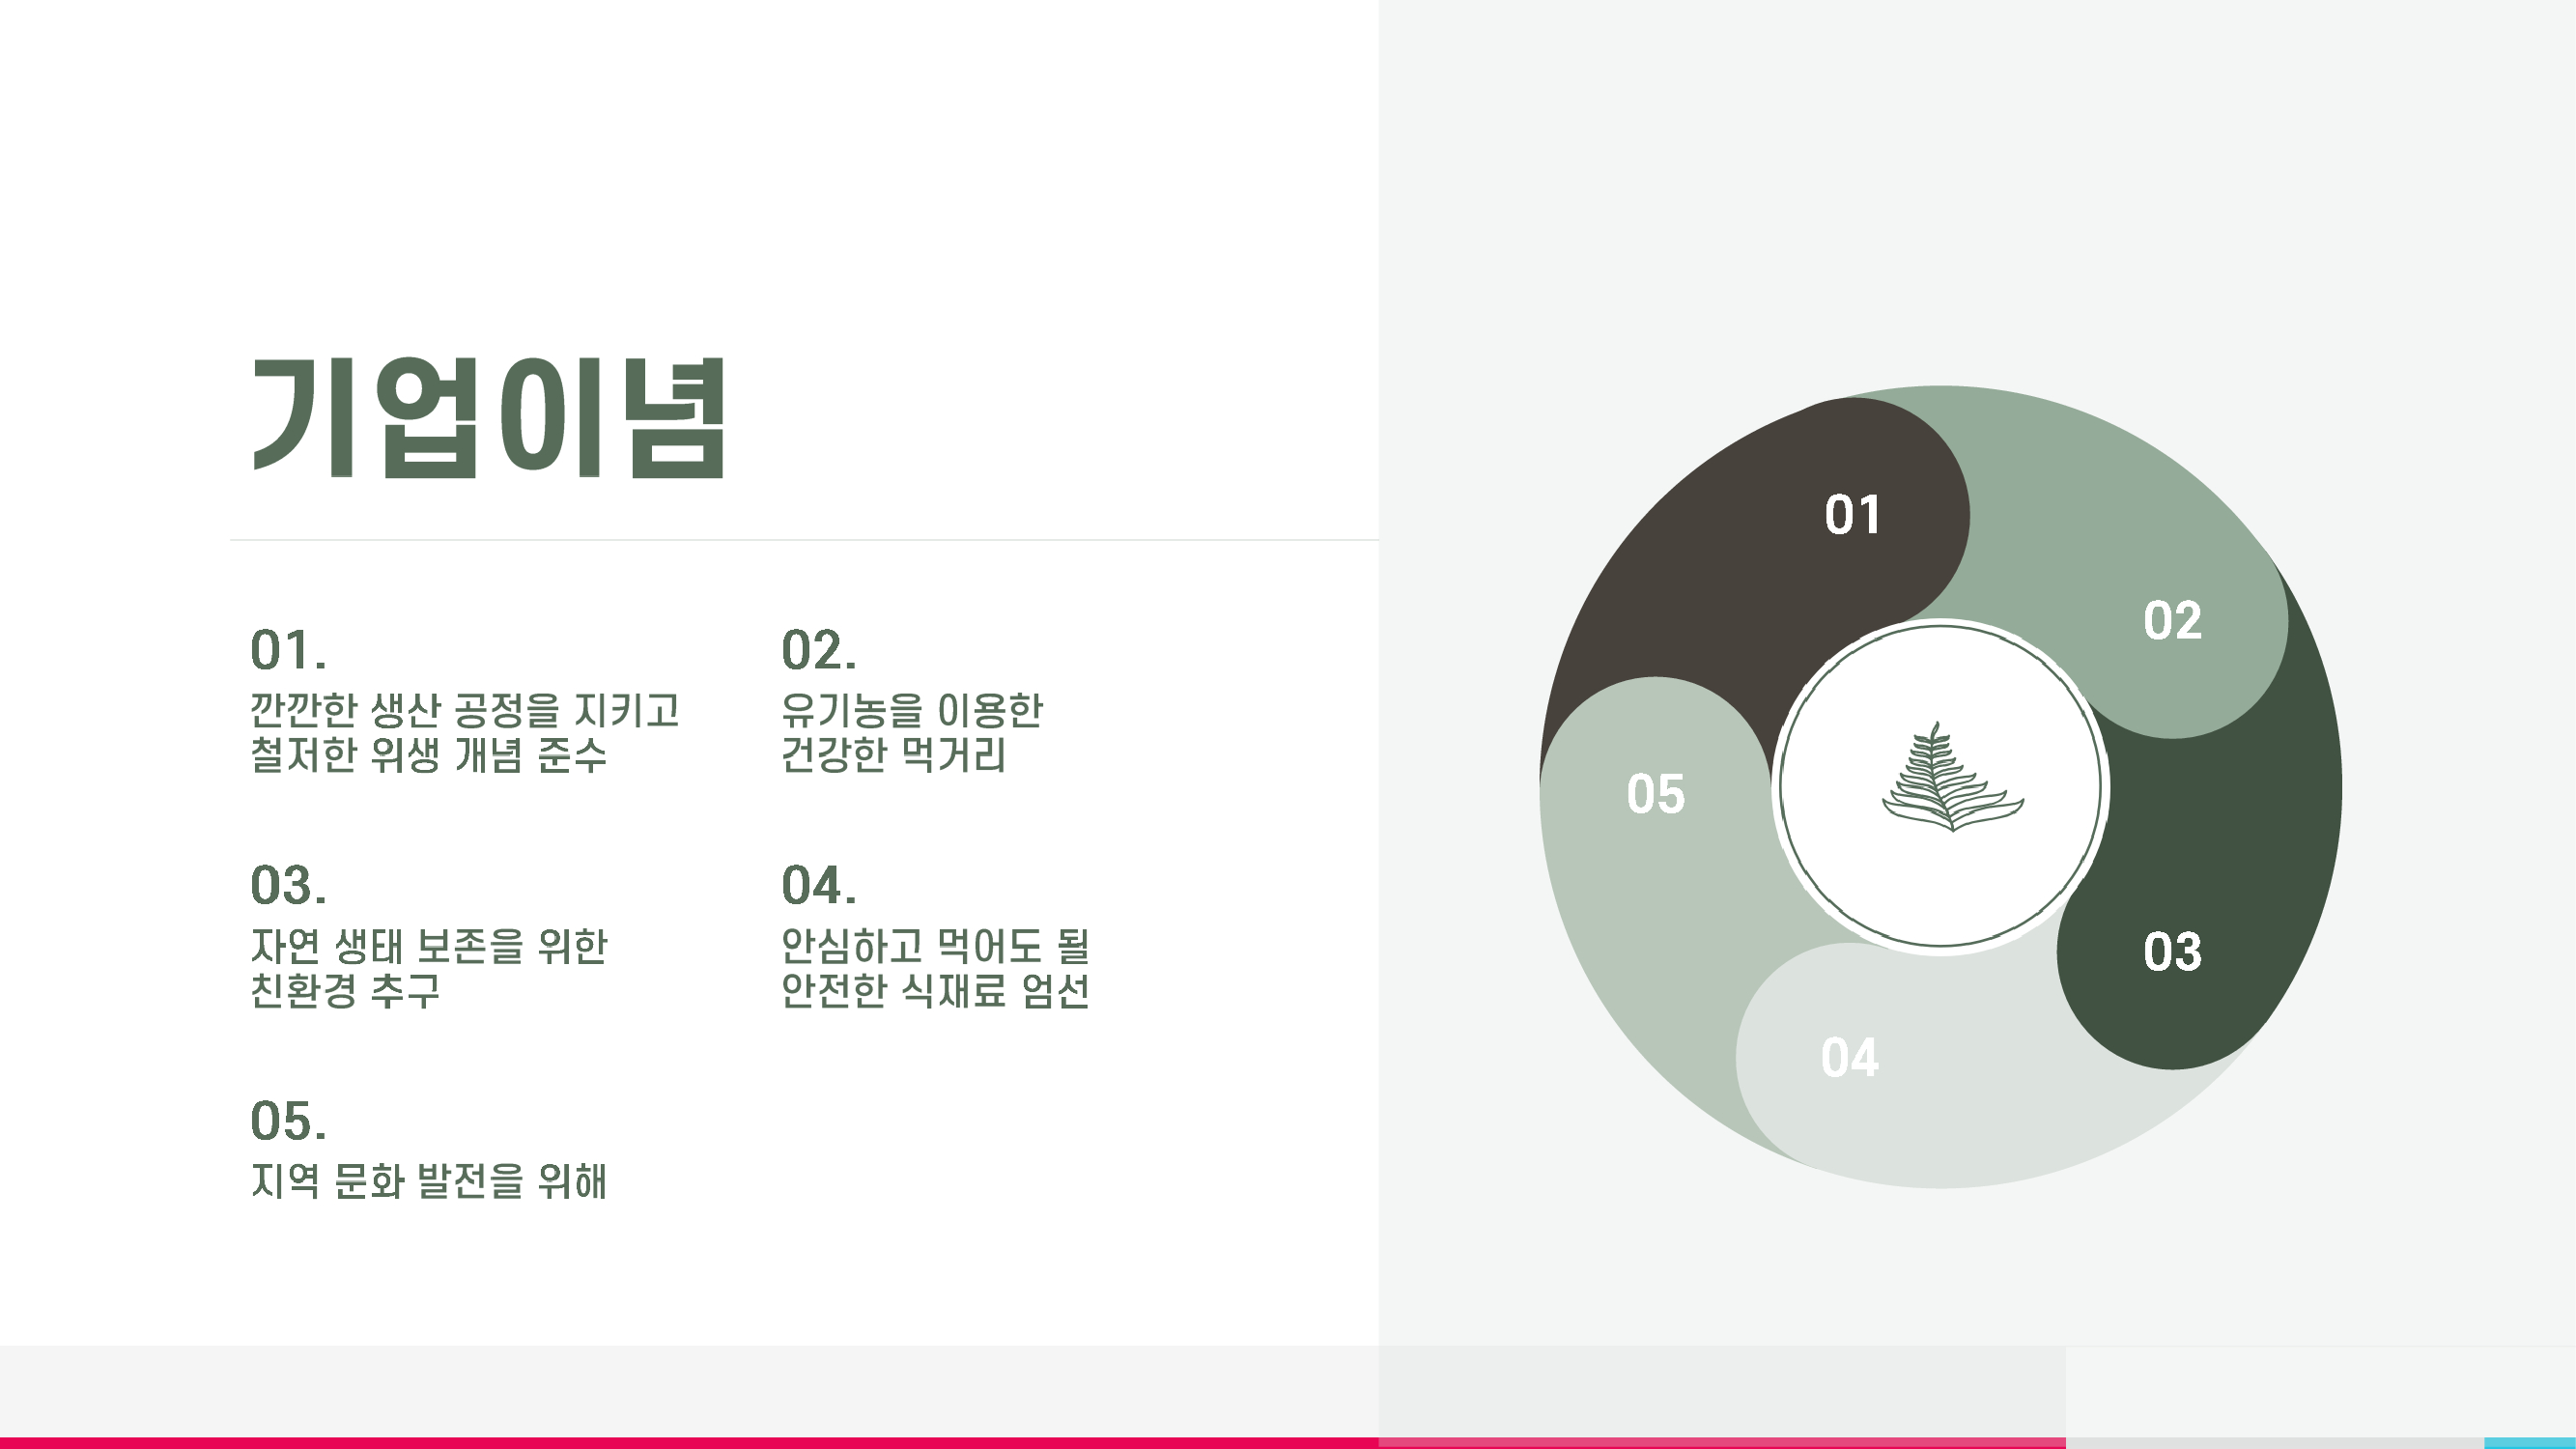 기업이념
01.
깐깐한 생산 공정을 지키고
철저한 위생 개념 준수
02.
유기농을 이용한
건강한 먹거리
03.
자연 생태 보존을 위한
친환경 추구
04.
안심하고 먹어도 될
안전한 식재료 엄선
05.
지역 문화 발전을 위해
01
02
03
04
05